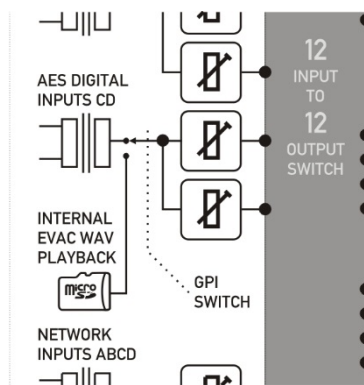 12
INPUT
TO
12
OUTPUT
SWITCH
AES DIGITAL
INPUTS CD
INTERNAL
EVAC WAV
PLAYBACK
micro
SD
GPI
SWITCH
NETWORK
INPUTS ABCD